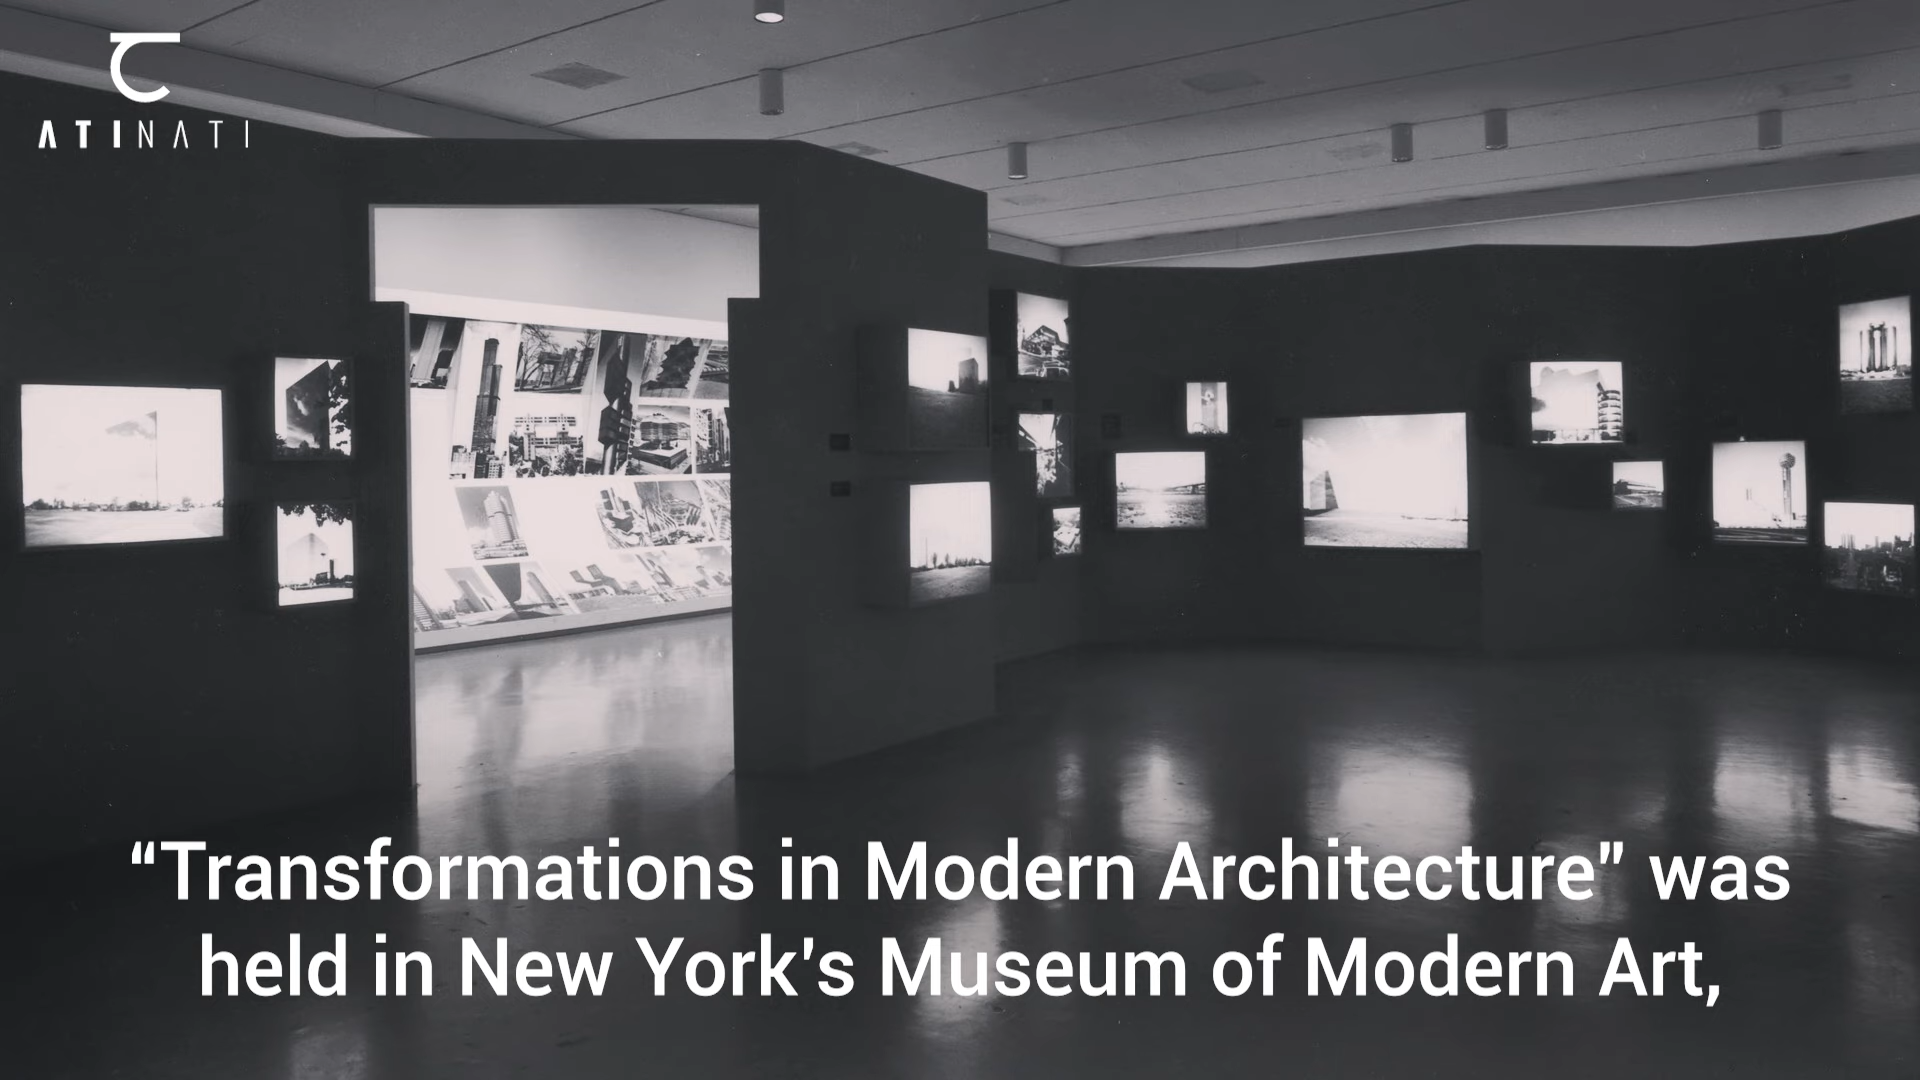 ATINATI
“Transformations in Modern Architecture” was
held in New York's Museum of Modern Art,